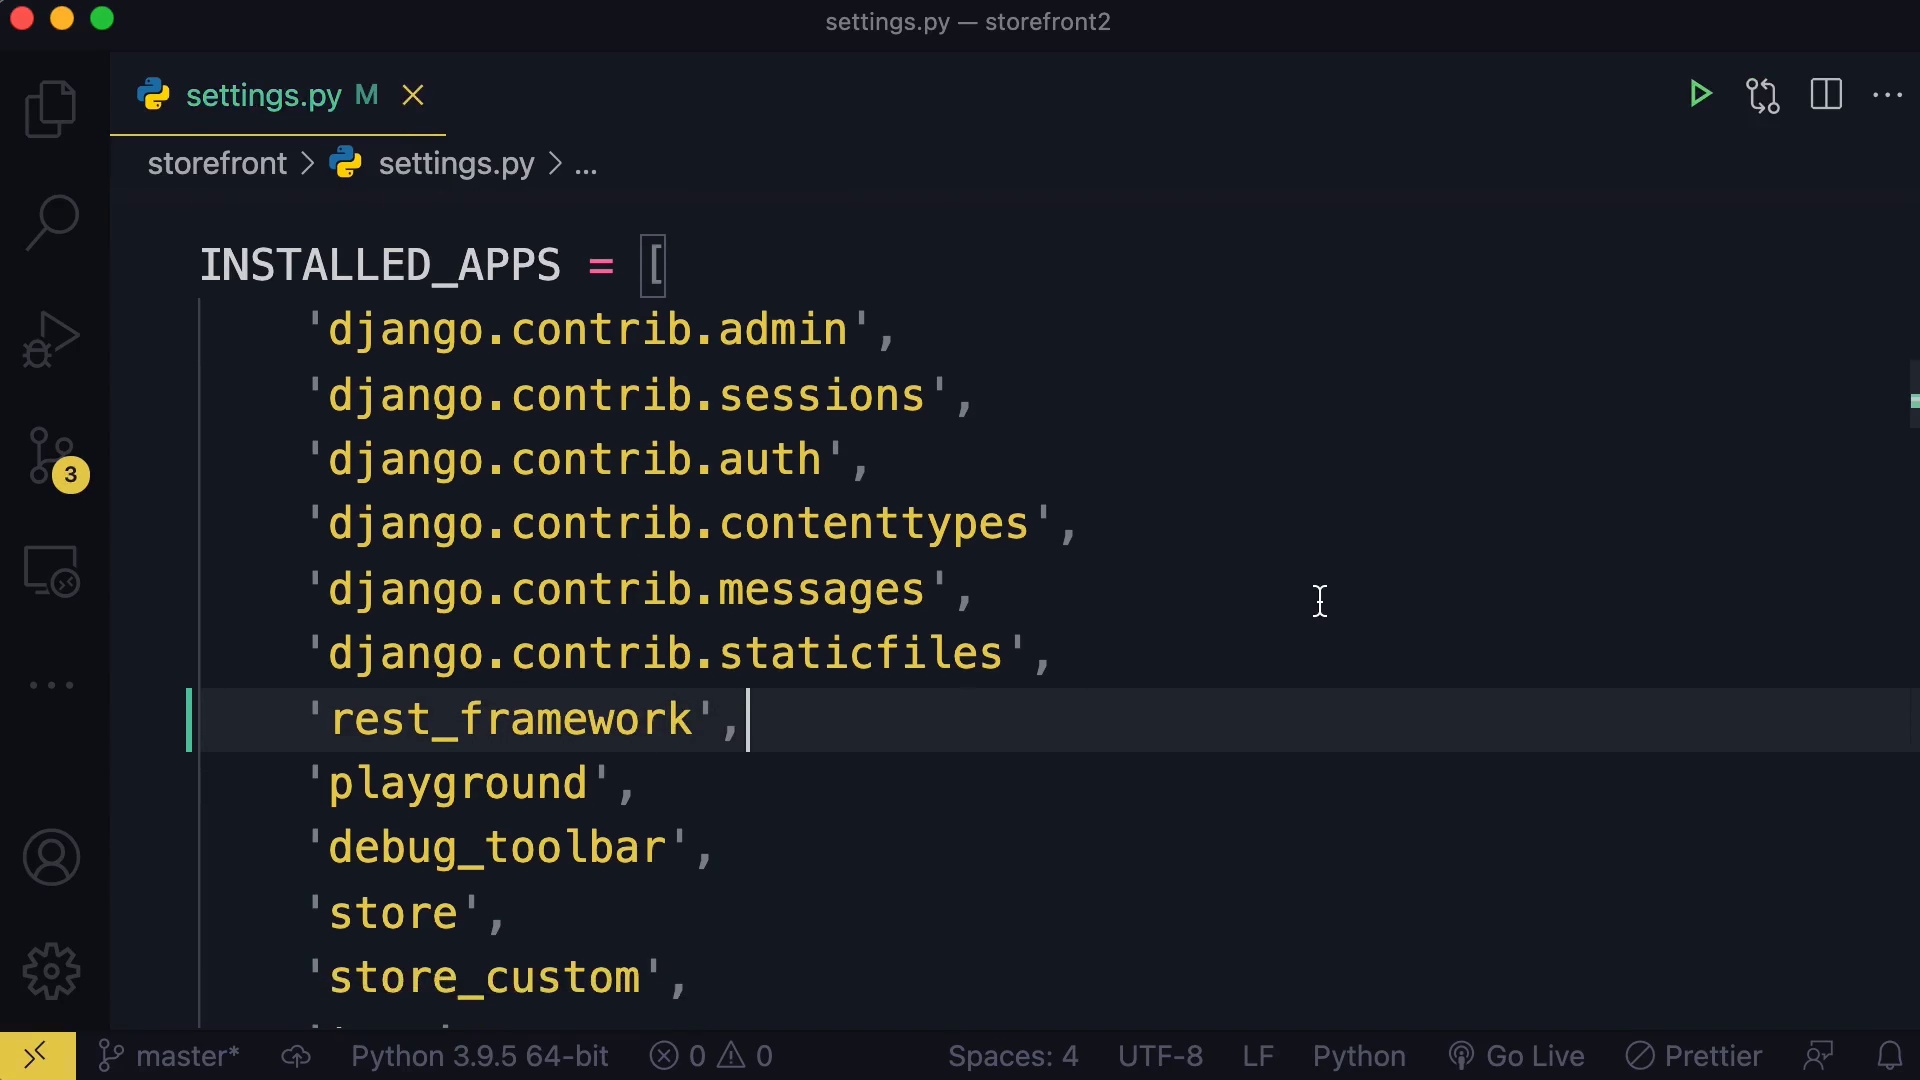 settings.py — storefront2
settings.py M
storefront > settings.py > ...
INSTALLED_APPS = [
'django.contrib.admin',
'django.contrib.sessions',
'django.contrib.auth',
'django.contrib.contenttypes',
'django.contrib.messages',
'django.contrib.staticfiles',
'rest_framework',
'playground',
'debug_toolbar',
'store',
'store_custom',
3
master* Python 3.9.5 64-bit 0 0 Spaces: 4 UTF-8 LF Python Go Live Prettier